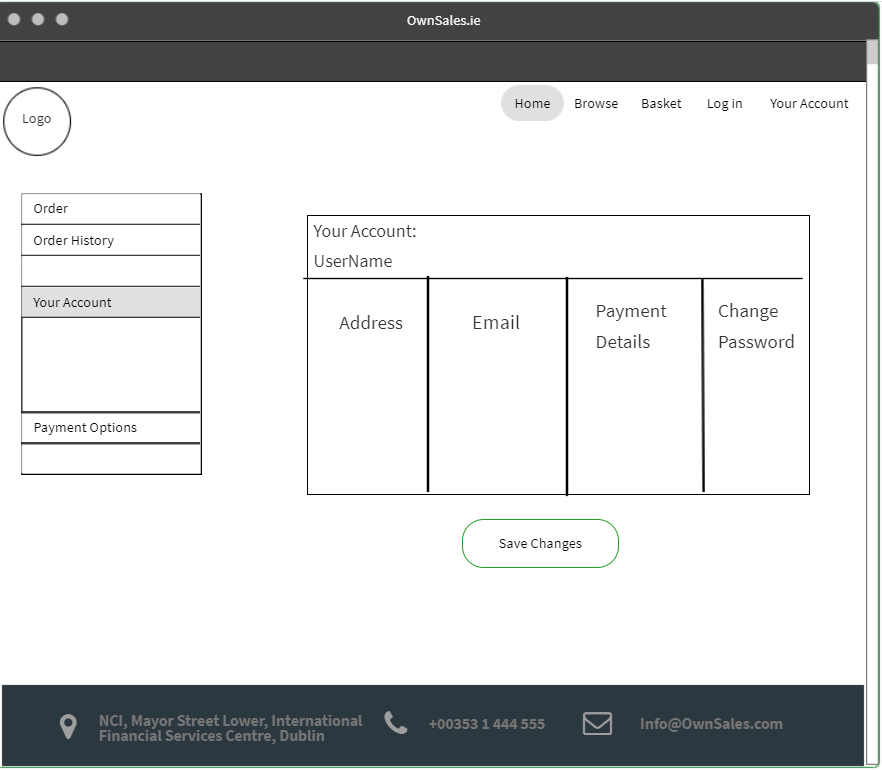 OwnSales.ie
Logo
Home
Browse
Basket
Log in
Your Account
Order
Order History
Your Account
Payment Options
Your Account:
UserName
Address
Email
Payment
Details
Change
Password
Save Changes
NCI, Mayor Street Lower, International
Financial Services Centre, Dublin
+00353 1 444 555
Info@OwnSales.com